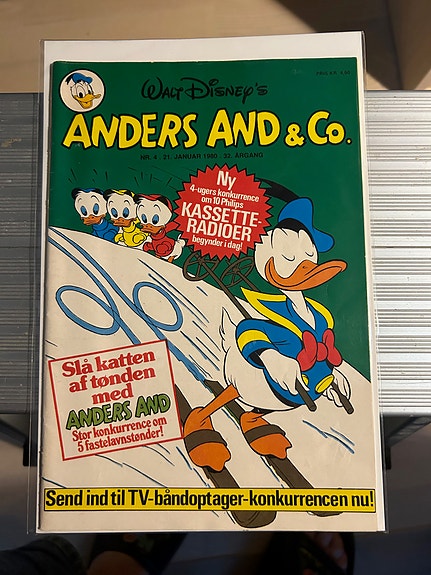 WALT DISNEY'S
ANDERS AND & Co.
NR. 4 · 21. JANUAR 1980 · 32. ÅRGANG
Ny
4-ugers konkurrence
om 10 Philips
KASSETTE-
RADIOER
begynder i dag!
Slå katten
af tønden
med
ANDERS AND
Stor konkurrence om
5 fastelavnstønder!
Send ind til TV-båndoptager-konkurrencen nu!